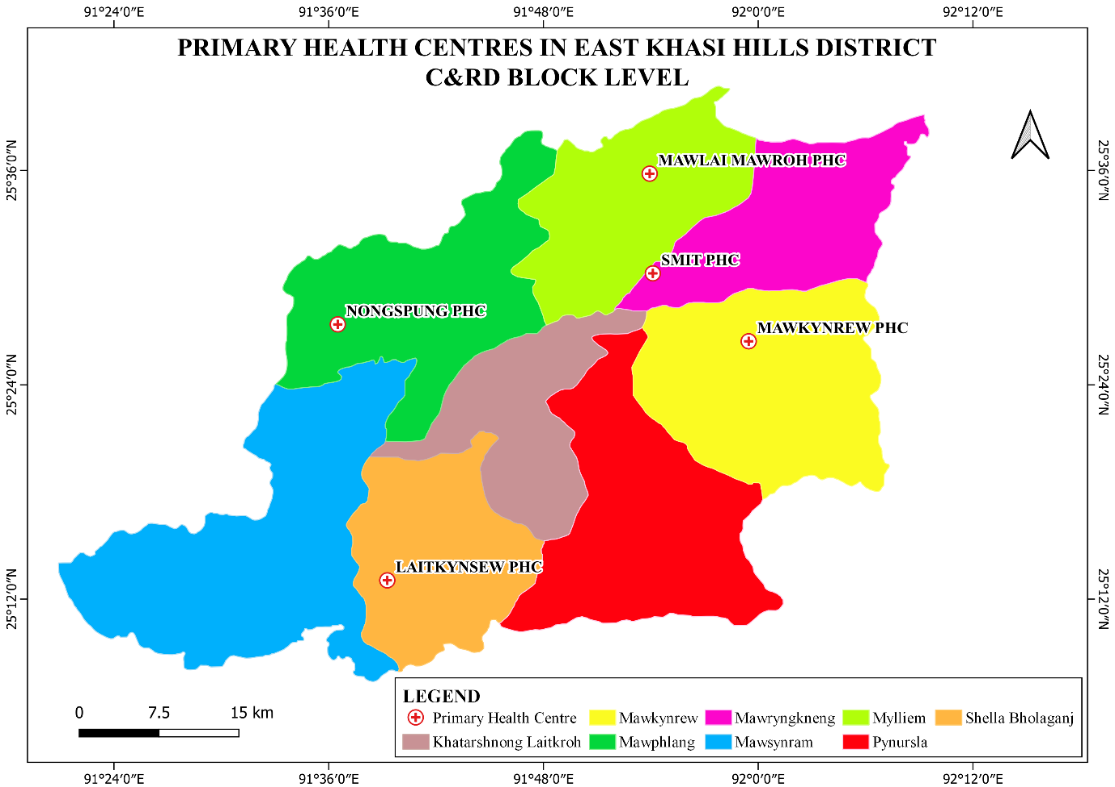 91°24′0″E 91°36′0″E 91°48′0″E 92°0′0″E 92°12′0″E
PRIMARY HEALTH CENTRES IN EAST KHASI HILLS DISTRICT
C&RD BLOCK LEVEL
25°36′0″N 25°36′0″N
MAWLAI MAWROH PHC
SMIT PHC
NONGSPUNG PHC
MAWKYNREW PHC
25°24′0″N 25°24′0″N
LAITKYNSEW PHC
25°12′0″N 25°12′0″N
LEGEND
Primary Health Centre Mawkynrew Mawryngkneng Mylliem Shella Bholaganj
Khatarshnong Laitkroh Mawphlang Mawsynram Pynursla
0 7.5 15 km
91°24′0″E 91°36′0″E 91°48′0″E 92°0′0″E 92°12′0″E